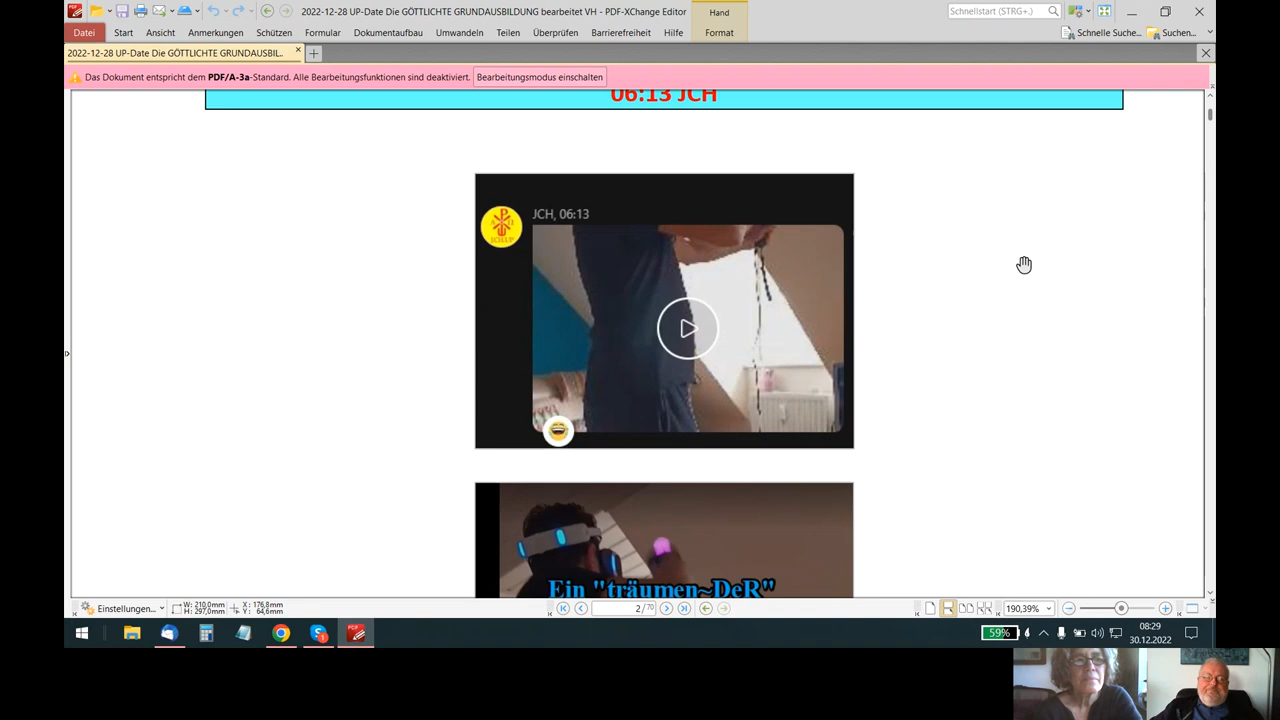 2022-12-28 UP-Date Die GÖTTLICHTE GRUNDAUSBILDUNG bearbeitet VH - PDF-XChange Editor
Hand
Schnellstart (STRG+.)
Datei
Start
Ansicht
Anmerkungen
Schützen
Formular
Dokumentaufbau
Umwandeln
Teilen
Überprüfen
Barrierefreiheit
Hilfe
Format
Schnelle Suche...
Suchen...
2022-12-28 UP-Date Die GÖTTLICHTE GRUNDAUSBIL..
Das Dokument entspricht dem PDF/A-3a-Standard. Alle Bearbeitungsfunktionen sind deaktiviert.
Bearbeitungsmodus einschalten
06:13 JCH
JCH, 06:13
JCH UP
Ein "träumen~DeR"
Einstellungen...
W: 210,0mm
H: 297,0mm
X: 176,8mm
Y: 64,6mm
2 / 70
190,39%
59%
08:29
30.12.2022